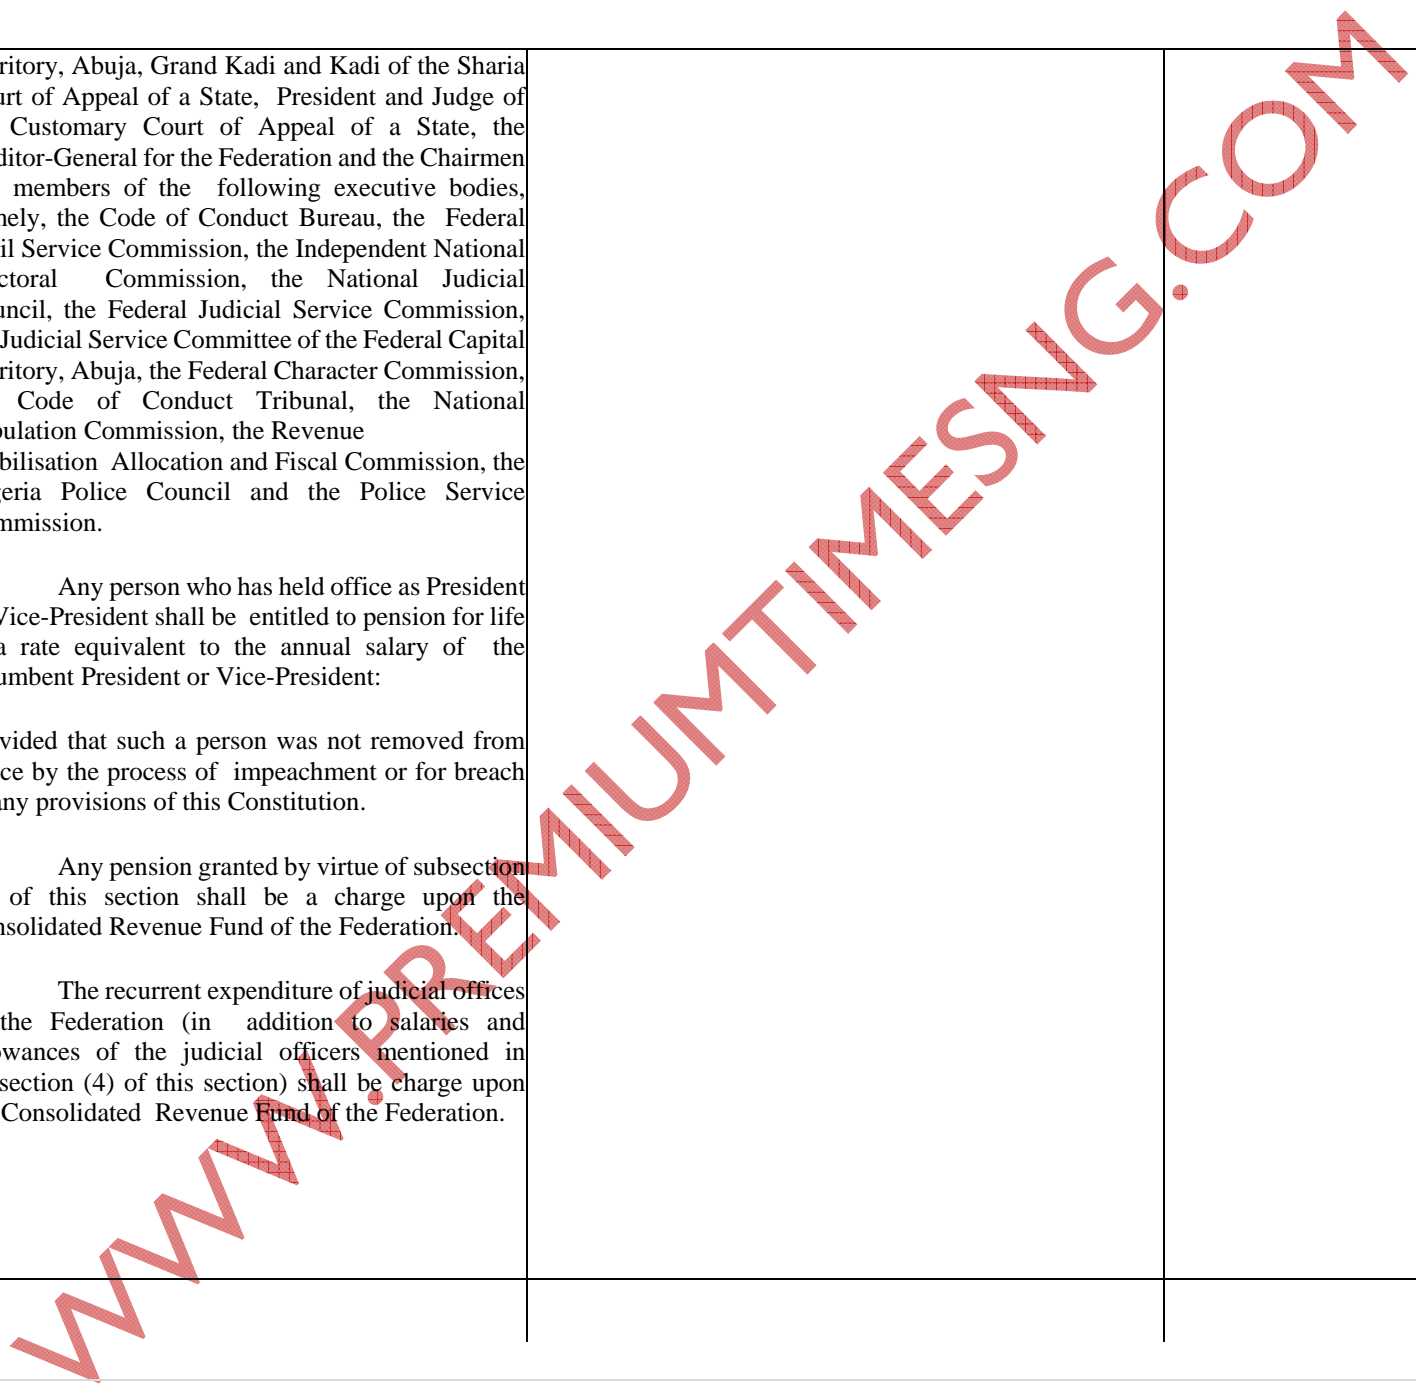 ritory, Abuja, Grand Kadi and Kadi of the Sharia
urt of Appeal of a State, President and Judge of
Customary Court of Appeal of a State, the
ditor-General for the Federation and the Chairmen
members of the following executive bodies,
nely, the Code of Conduct Bureau, the Federal
il Service Commission, the Independent National
ctoral Commission, the National Judicial
uncil, the Federal Judicial Service Commission,
Judicial Service Committee of the Federal Capital
ritory, Abuja, the Federal Character Commission,
Code of Conduct Tribunal, the National
pulation Commission, the Revenue
bilisation Allocation and Fiscal Commission, the
geria Police Council and the Police Service
mmission.
Any person who has held office as President
Vice-President shall be entitled to pension for life
a rate equivalent to the annual salary of the
umbent President or Vice-President:
vided that such a person was not removed from
ce by the process of impeachment or for breach
any provisions of this Constitution.
Any pension granted by virtue of subsection
of this section shall be a charge upon the
nsolidated Revenue Fund of the Federation.
The recurrent expenditure of judicial offices
the Federation (in addition to salaries and
owances of the judicial officers mentioned in
section (4) of this section) shall be charge upon
Consolidated Revenue Fund of the Federation.
WWW.PREMIUMTIMESNG.COM